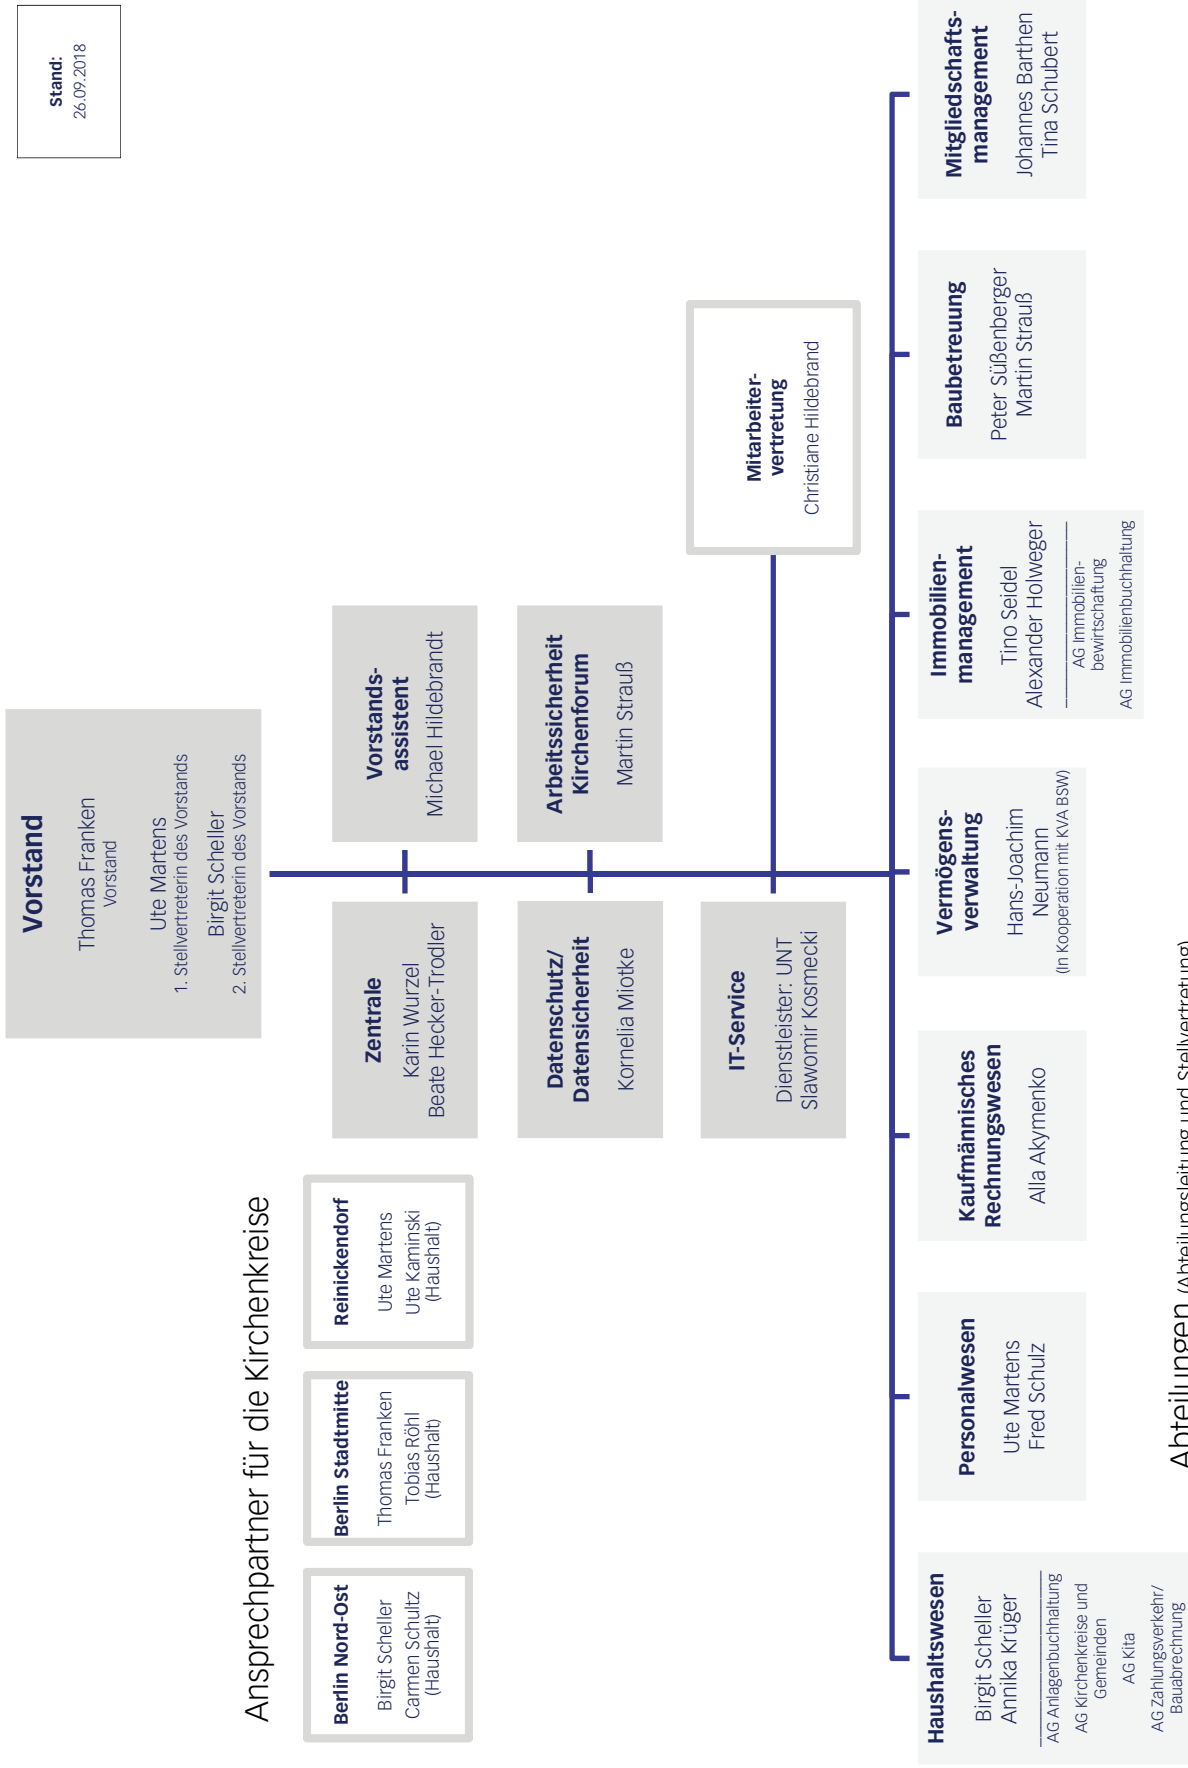 Stand:
26.09.2018
Vorstand
Thomas Franken
Vorstand
Ute Martens
1. Stellvertreterin des Vorstands
Birgit Scheller
2. Stellvertreterin des Vorstands
Ansprechpartner für die Kirchenkreise
Berlin Nord-Ost
Birgit Scheller
Carmen Schultz
(Haushalt)
Berlin Stadtmitte
Thomas Franken
Tobias Röhl
(Haushalt)
Reinickendorf
Ute Martens
Ute Kaminski
(Haushalt)
Zentrale
Karin Wurzel
Beate Hecker-Trodler
Vorstands-
assistent
Michael Hildebrandt
Datenschutz/
Datensicherheit
Kornelia Miotke
Arbeitssicherheit
Kirchenforum
Martin Strauß
IT-Service
Dienstleister: UNT
Slawomir Kosmecki
Mitarbeiter-
vertretung
Christiane Hildebrand
Haushaltswesen
Birgit Scheller
Annika Krüger
AG Anlagenbuchhaltung
AG Kirchenkreise und
Gemeinden
AG Kita
AG Zahlungsverkehr/
Bauabrechnung
Personalwesen
Ute Martens
Fred Schulz
Kaufmännisches
Rechnungswesen
Alla Akymenko
Vermögens-
verwaltung
Hans-Joachim
Neumann
(In Kooperation mit KVA BSW)
Immobilien-
management
Tino Seidel
Alexander Holweger
AG Immobilien-
bewirtschaftung
AG Immobilienbuchhaltung
Baubetreuung
Peter Süßenberger
Martin Strauß
Mitgliedschafts-
management
Johannes Barthen
Tina Schubert
Abteilungen (Abteilungsleitung und Stellvertretung)